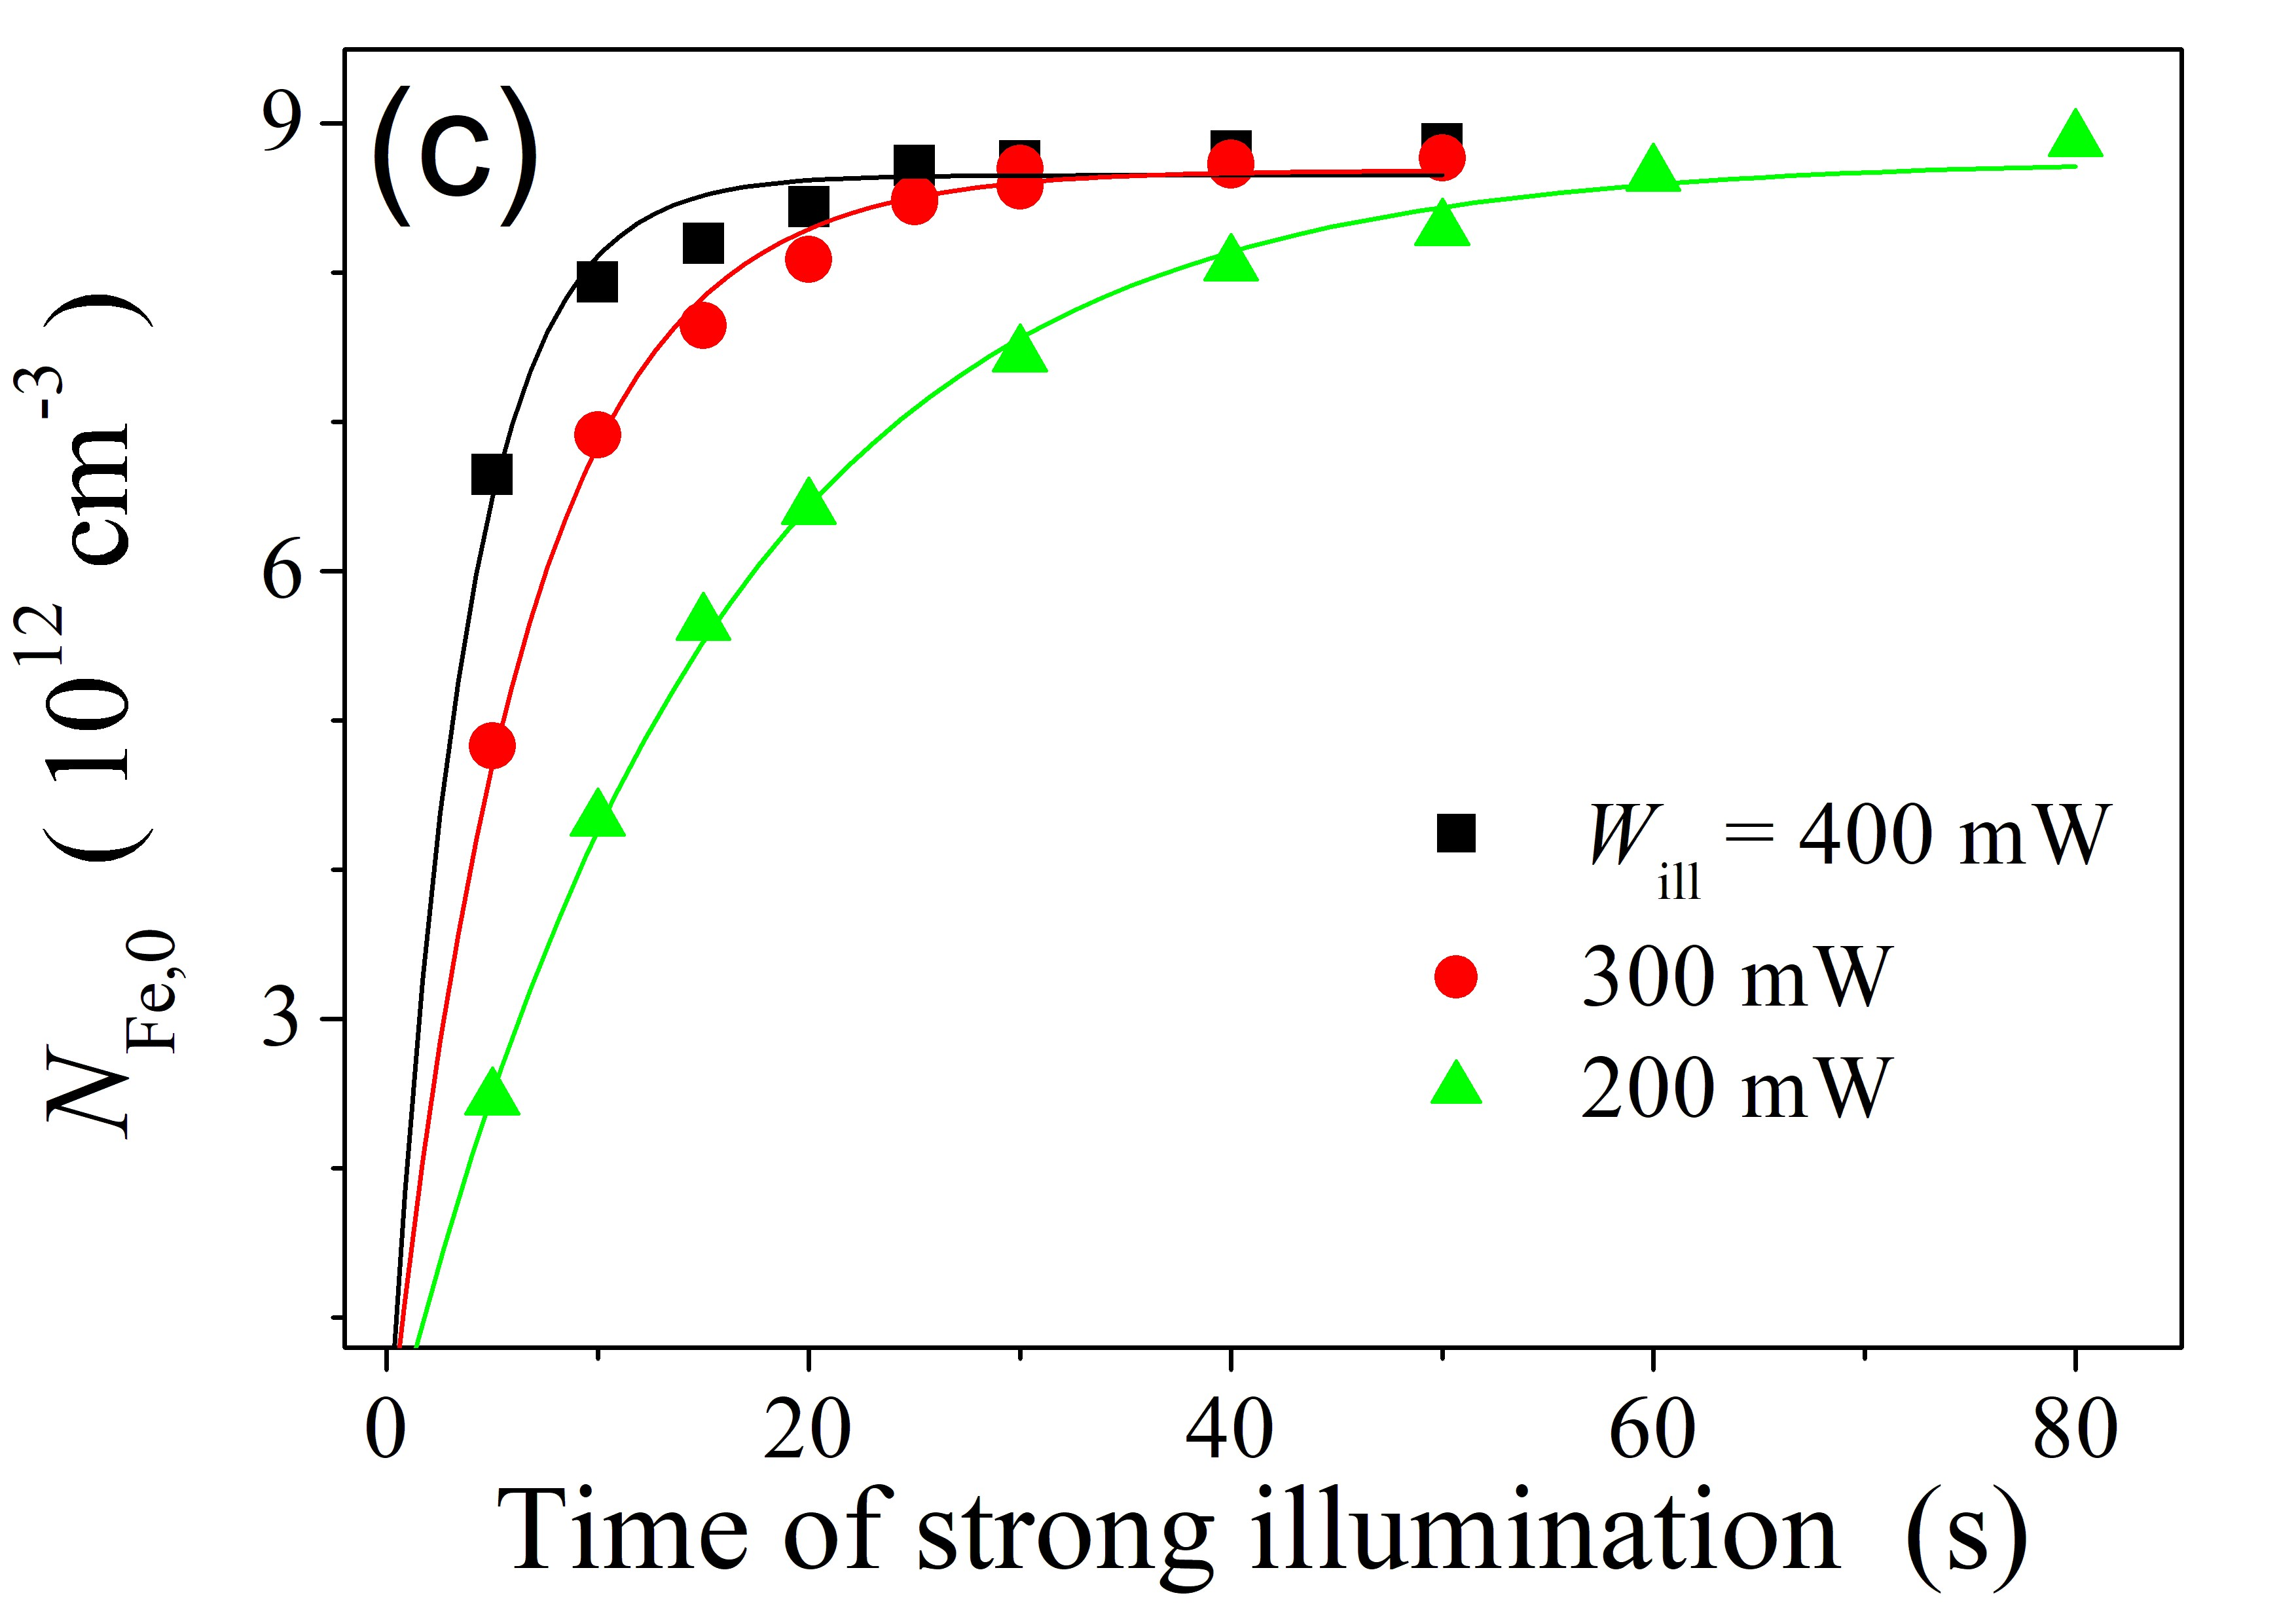 (c)
N_Fe,0 ( 10^12 cm^-3 )
9
6
3
W_ill = 400 mW
300 mW
200 mW
0 20 40 60 80
Time of strong illumination (s)